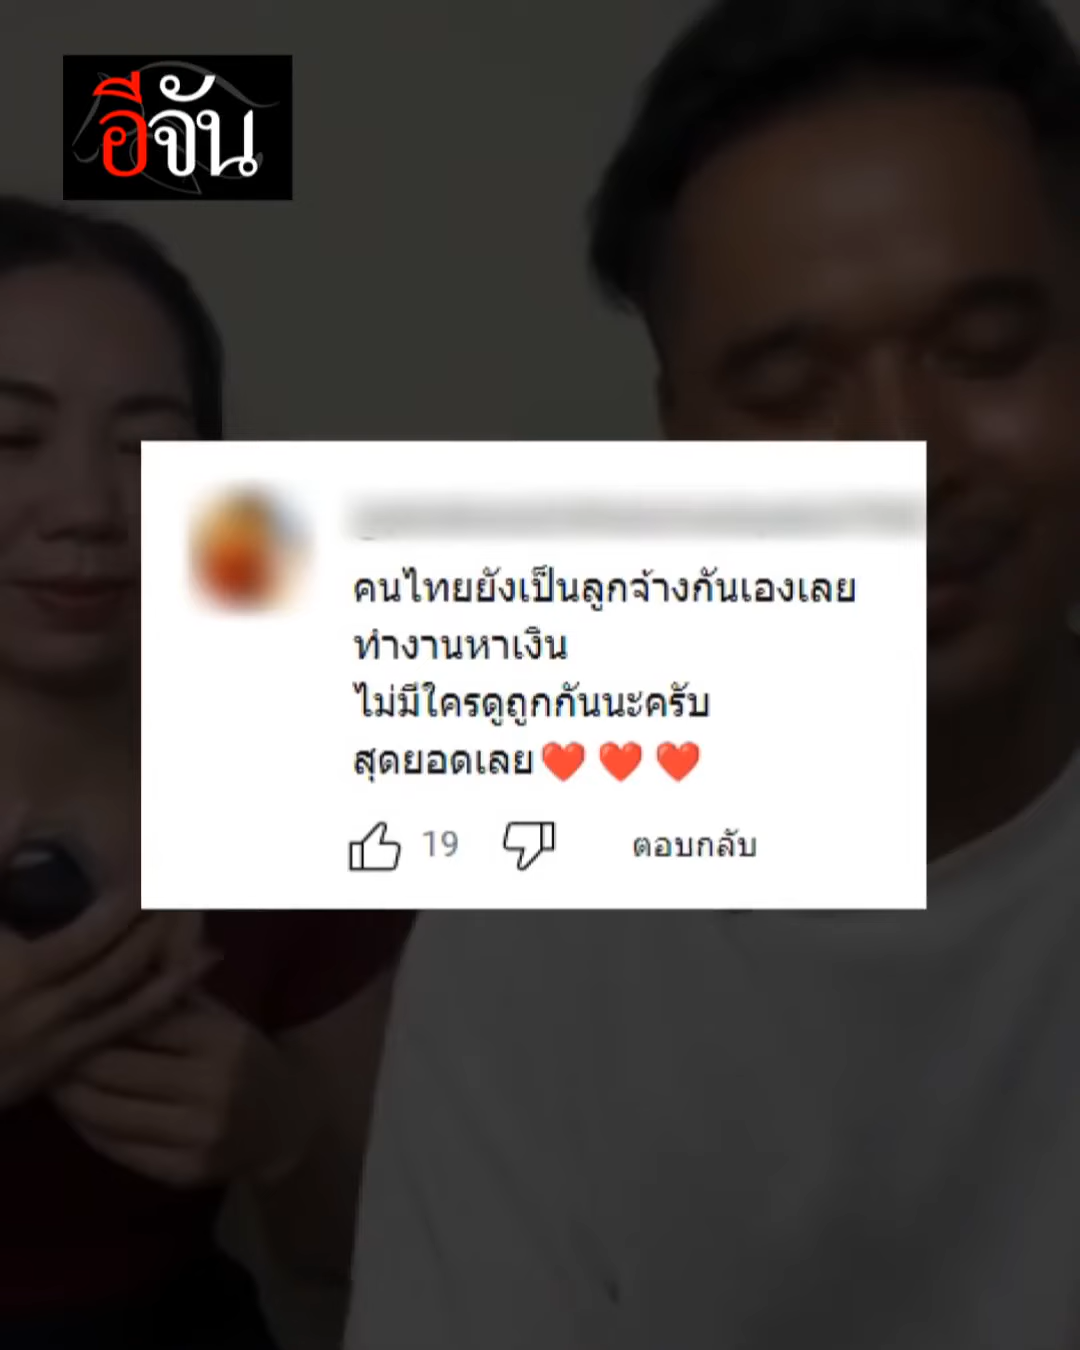 อีจัน
คนไทยยังเป็นลูกจ้างกันเองเลย
ทำงานหาเงิน
ไม่มีใครดูถูกกันนะครับ
สุดยอดเลย❤️❤️❤️
19
ตอบกลับ